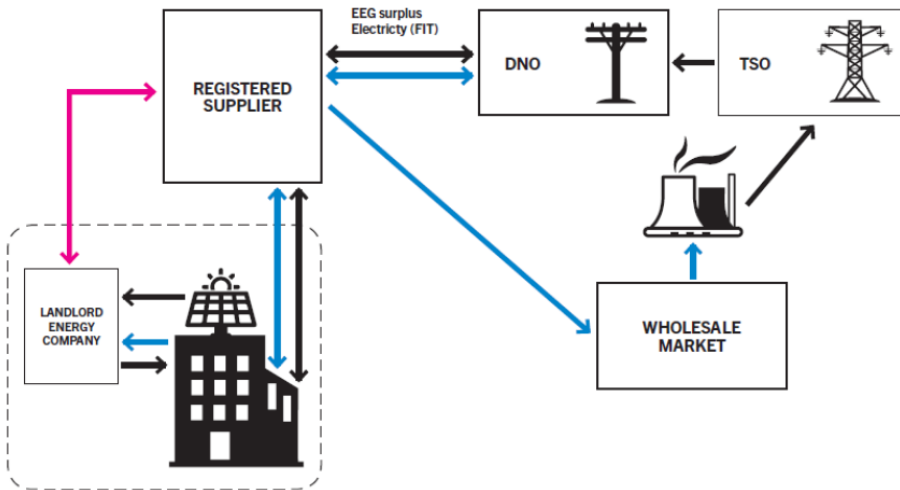 EEG surplus
Electricty (FIT)
REGISTERED
SUPPLIER
DNO
TSO
LANDLORD
ENERGY
COMPANY
WHOLESALE
MARKET